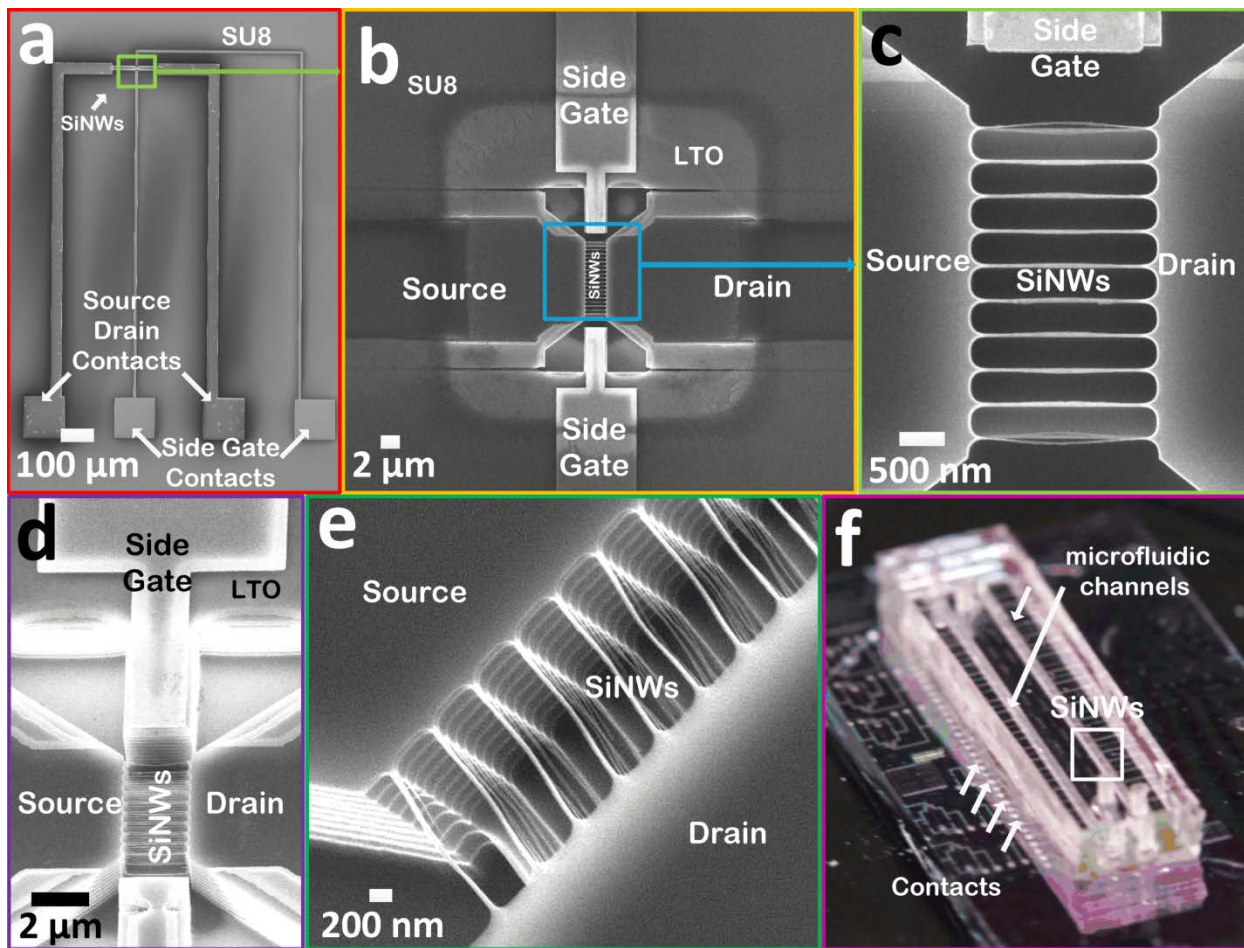 a
SU8
SiNWs
Source
Drain
Contacts
100 µm
Side Gate
Contacts
b
SU8
Side
Gate
LTO
Source
SiNWs
Drain
Side
Gate
2 µm
c
Side
Gate
Source
SiNWs
Drain
500 nm
d
Side
Gate
LTO
Source
SiNWs
Drain
2 µm
e
Source
SiNWs
Drain
200 nm
f
microfluidic
channels
SiNWs
Contacts